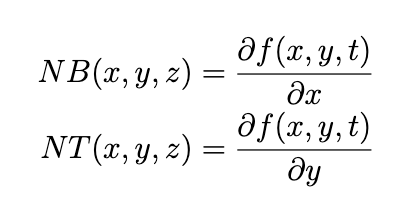 NB(x, y, z) = ∂f(x, y, t) / ∂x
NT(x, y, z) = ∂f(x, y, t) / ∂y